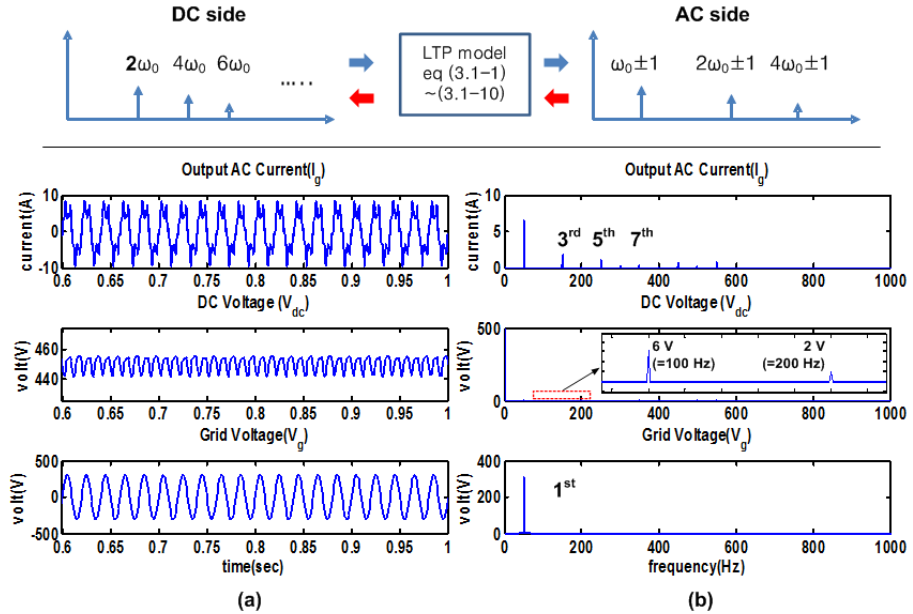 DC side
AC side
2ω₀ 4ω₀ 6ω₀
.....
LTP model
eq (3.1−1)
~(3.1−10)
ω₀±1 2ω₀±1 4ω₀±1
Output AC Current(I_g)
current(A)
10
0
-10
0.6 0.65 0.7 0.75 0.8 0.85 0.9 0.95 1
DC Voltage (V_dc)
volt(V)
460
440
0.6 0.65 0.7 0.75 0.8 0.85 0.9 0.95 1
Grid Voltage(V_g)
volt(V)
500
0
-500
0.6 0.65 0.7 0.75 0.8 0.85 0.9 0.95 1
time(sec)
(a)
Output AC Current(I_g)
current(A)
10
5
0
3rd 5th 7th
0 200 400 600 800 1000
DC Voltage (V_dc)
volt(V)
500
0
6 V
(=100 Hz)
2 V
(=200 Hz)
0 200 400 600 800 1000
Grid Voltage(V_g)
volt(V)
400
200
0
1st
0 200 400 600 800 1000
frequency(Hz)
(b)